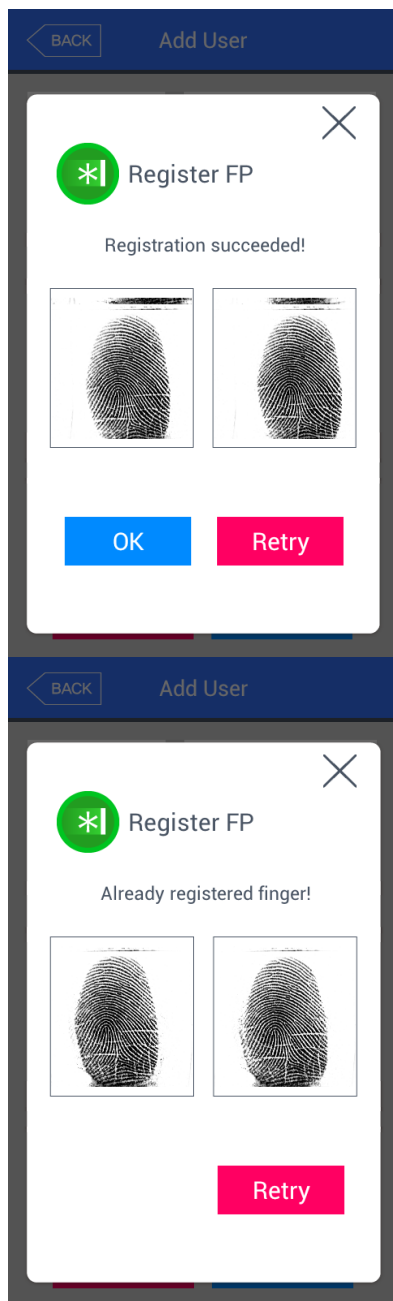 BACK
Add User
Register FP
Registration succeeded!
OK
Retry
BACK
Add User
Register FP
Already registered finger!
Retry